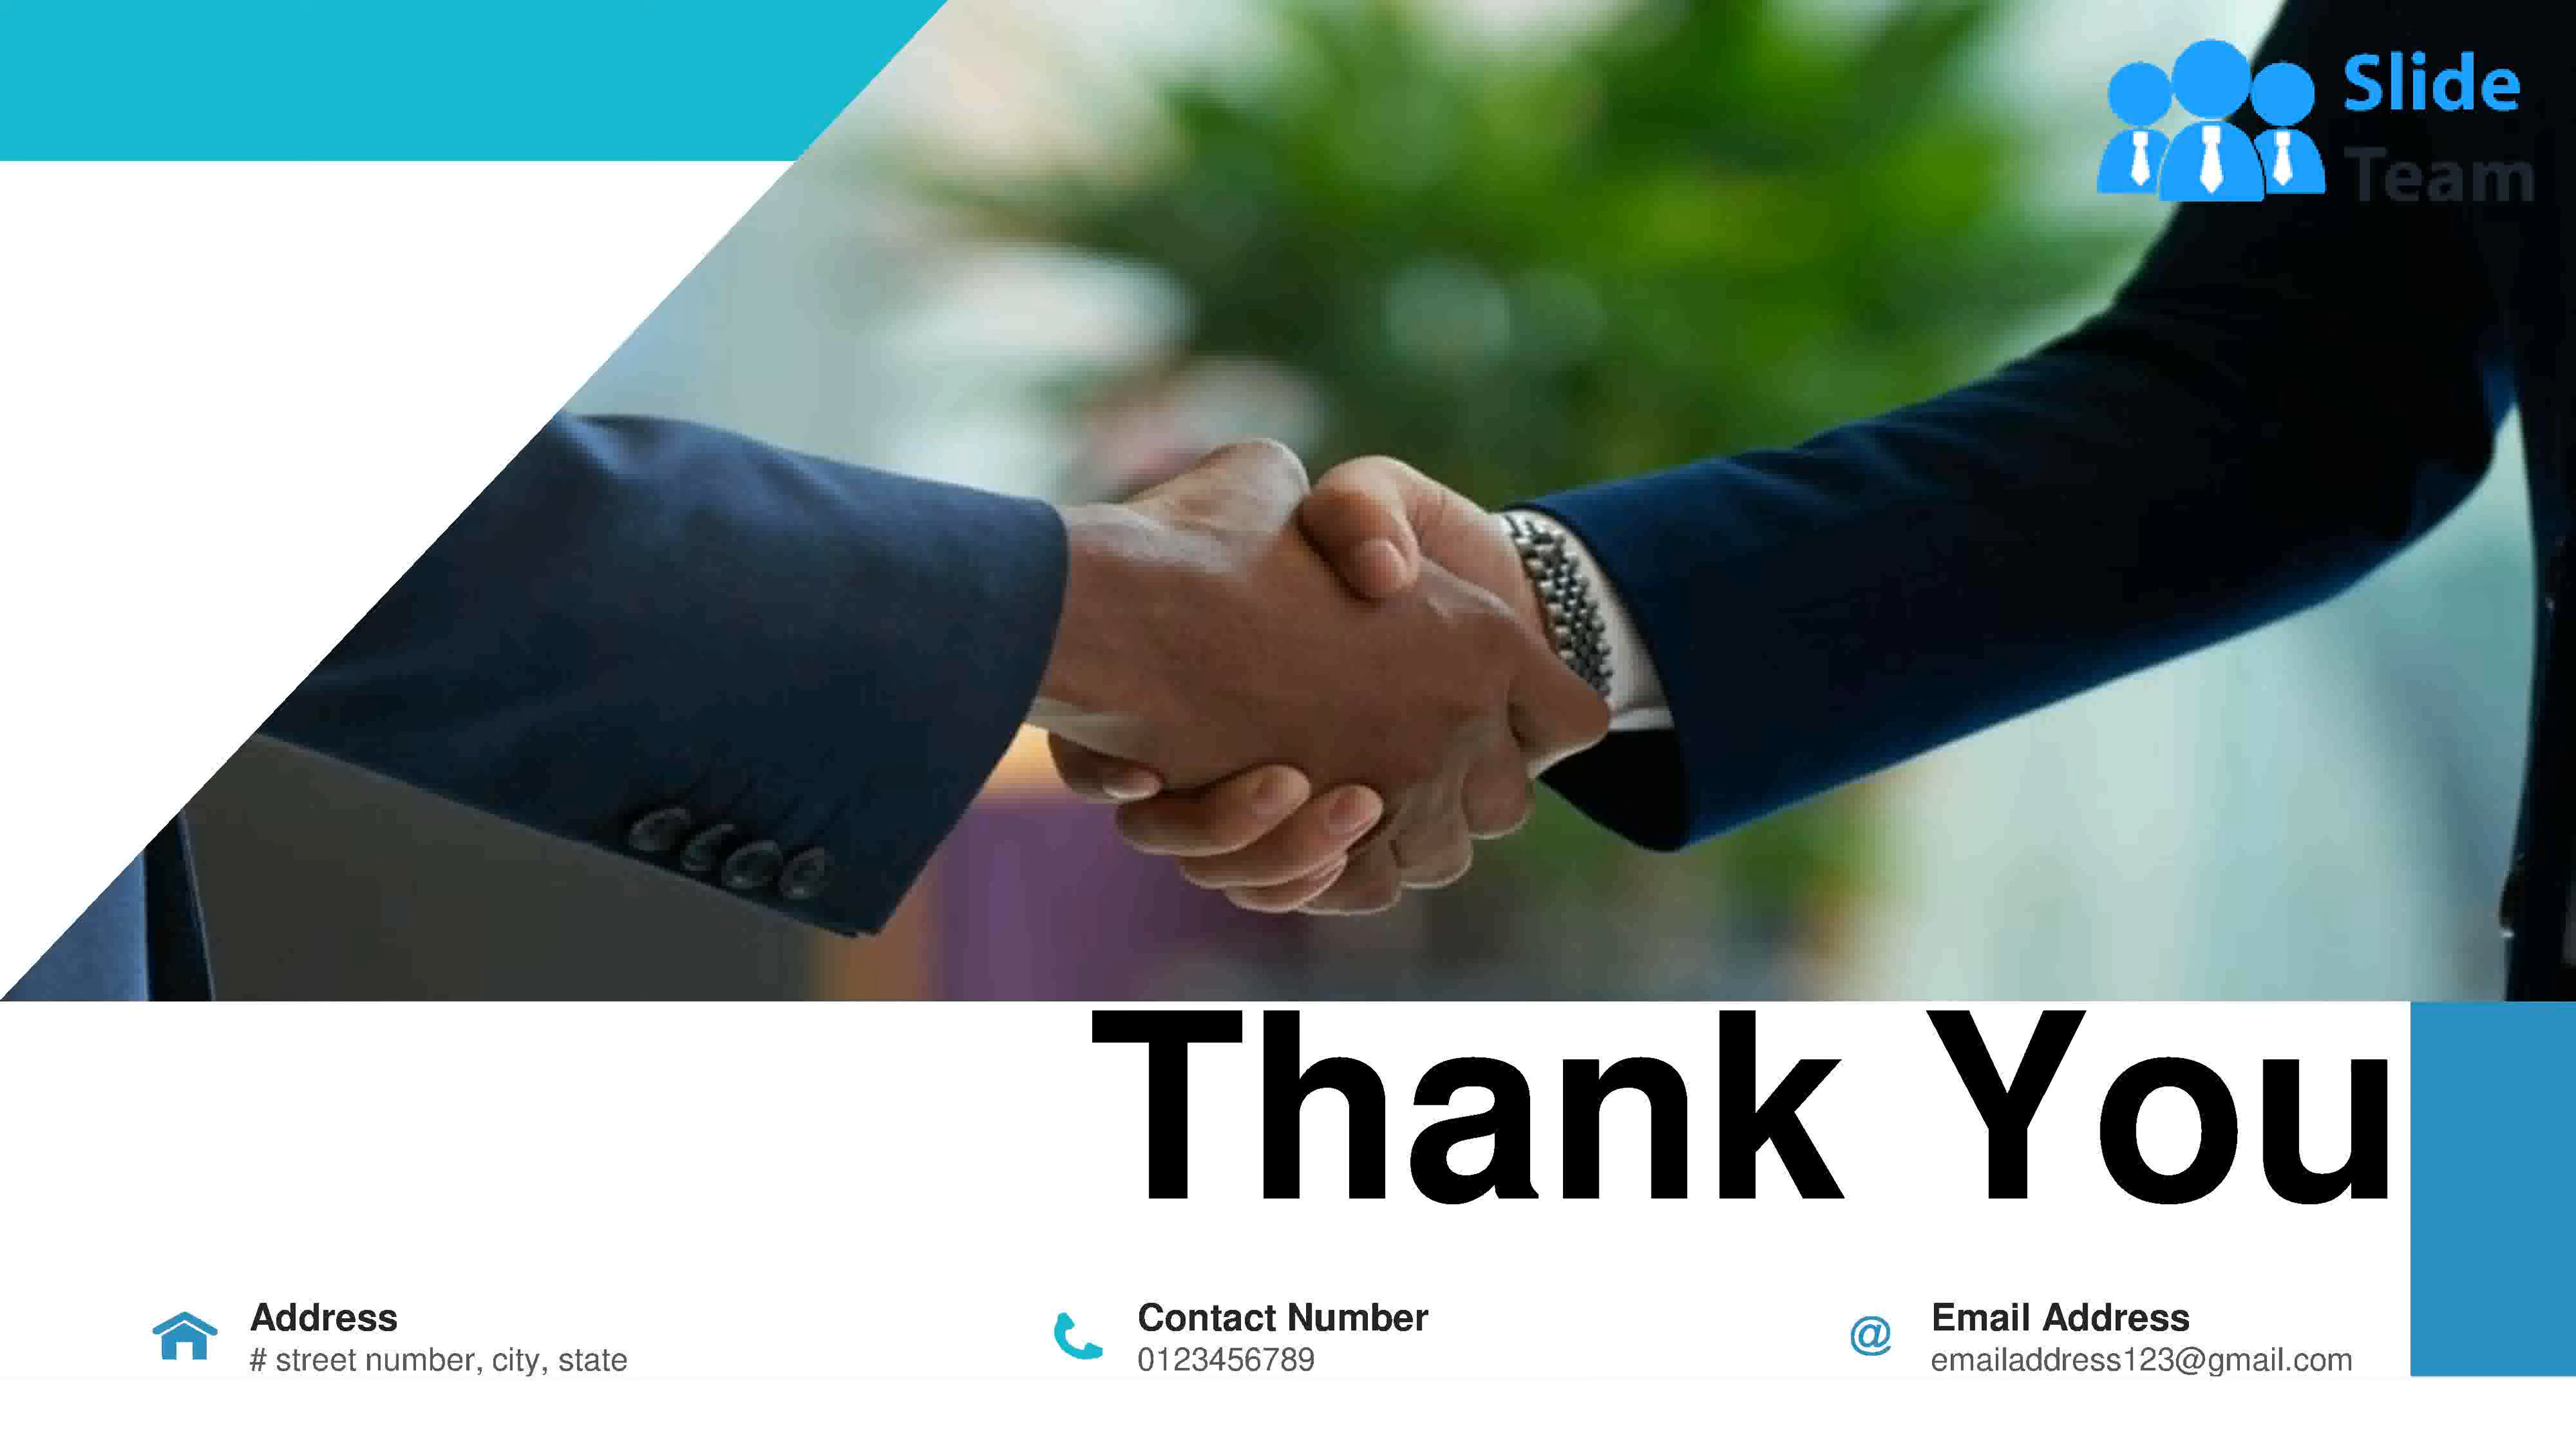 Slide
Team
Thank You
Address
# street number, city, state
Contact Number
0123456789
@
Email Address
emailaddress123@gmail.com